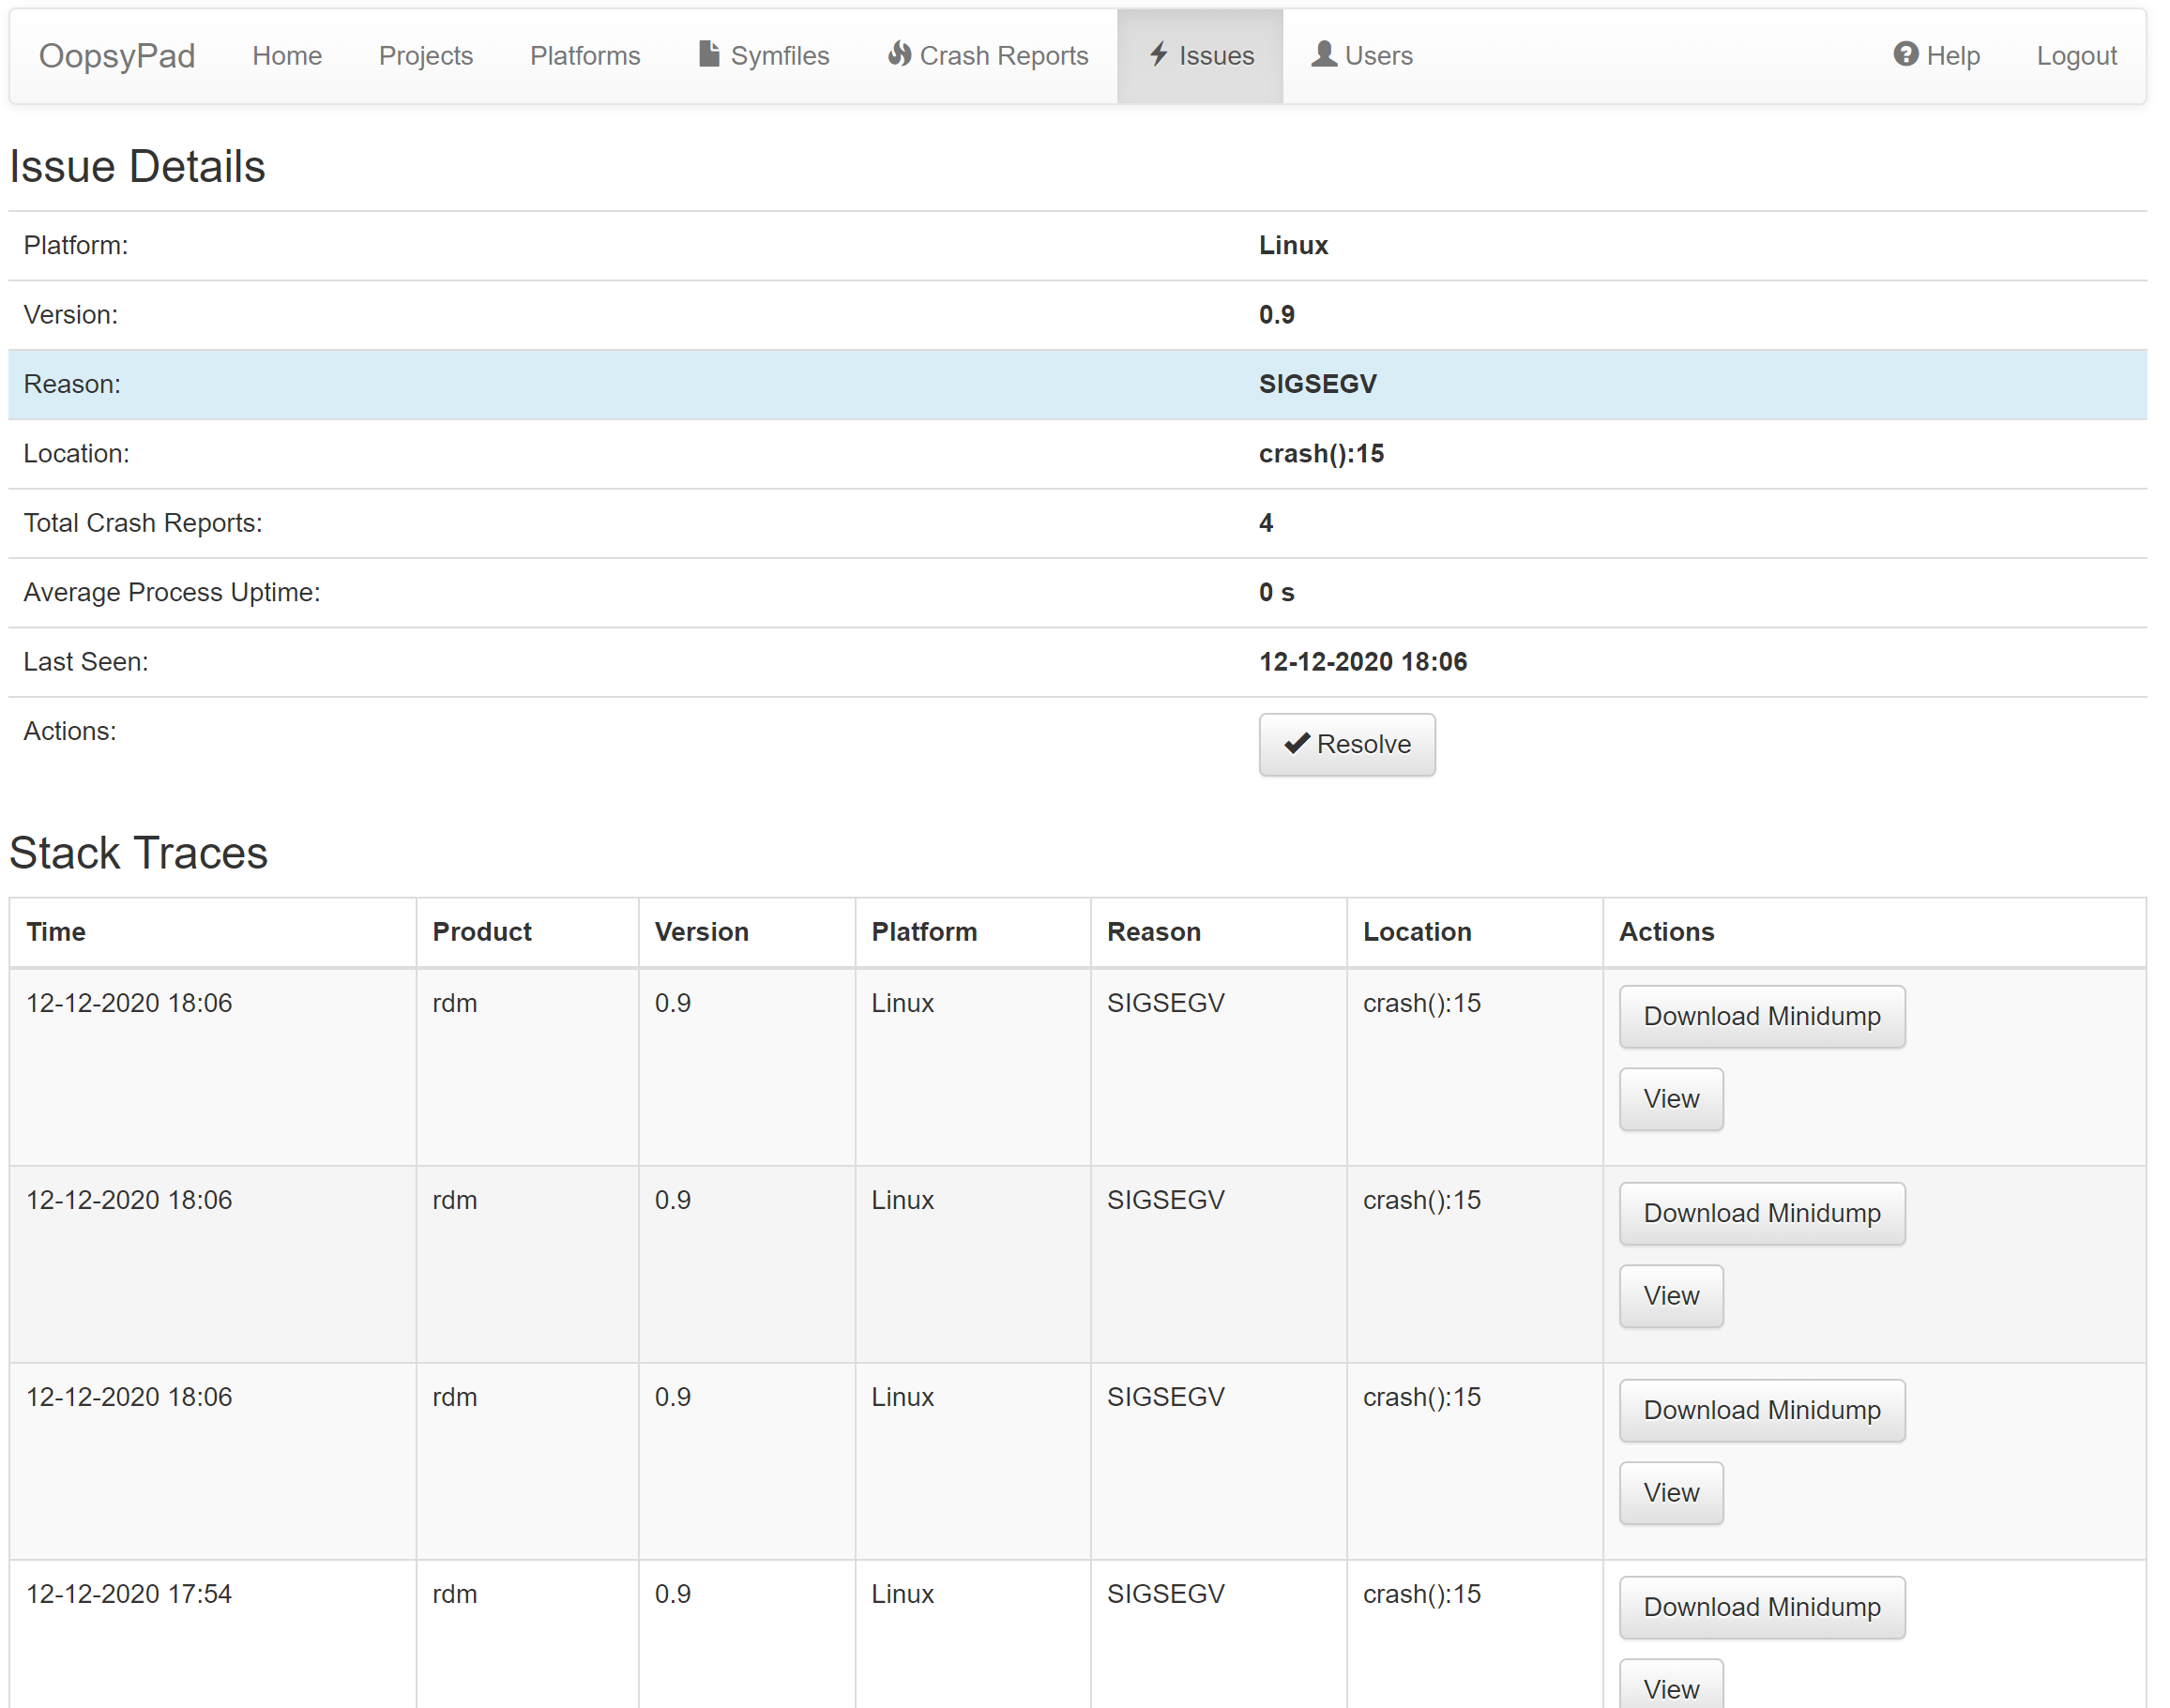 OopsyPad Home Projects Platforms Symfiles Crash Reports Issues Users Help Logout
Issue Details
Platform: Linux
Version: 0.9
Reason: SIGSEGV
Location: crash():15
Total Crash Reports: 4
Average Process Uptime: 0 s
Last Seen: 12-12-2020 18:06
Actions: Resolve
Stack Traces
Time Product Version Platform Reason Location Actions
12-12-2020 18:06 rdm 0.9 Linux SIGSEGV crash():15 Download Minidump
View
12-12-2020 18:06 rdm 0.9 Linux SIGSEGV crash():15 Download Minidump
View
12-12-2020 18:06 rdm 0.9 Linux SIGSEGV crash():15 Download Minidump
View
12-12-2020 17:54 rdm 0.9 Linux SIGSEGV crash():15 Download Minidump
View